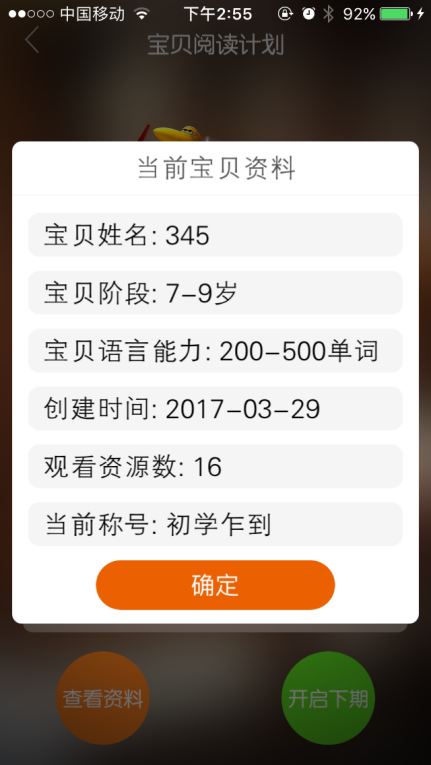 中国移动 下午2:55 92%
宝贝阅读计划
当前宝贝资料
宝贝姓名: 345
宝贝阶段: 7-9岁
宝贝语言能力: 200-500单词
创建时间: 2017-03-29
观看资源数: 16
当前称号: 初学乍到
确定
查看资料 开启下期